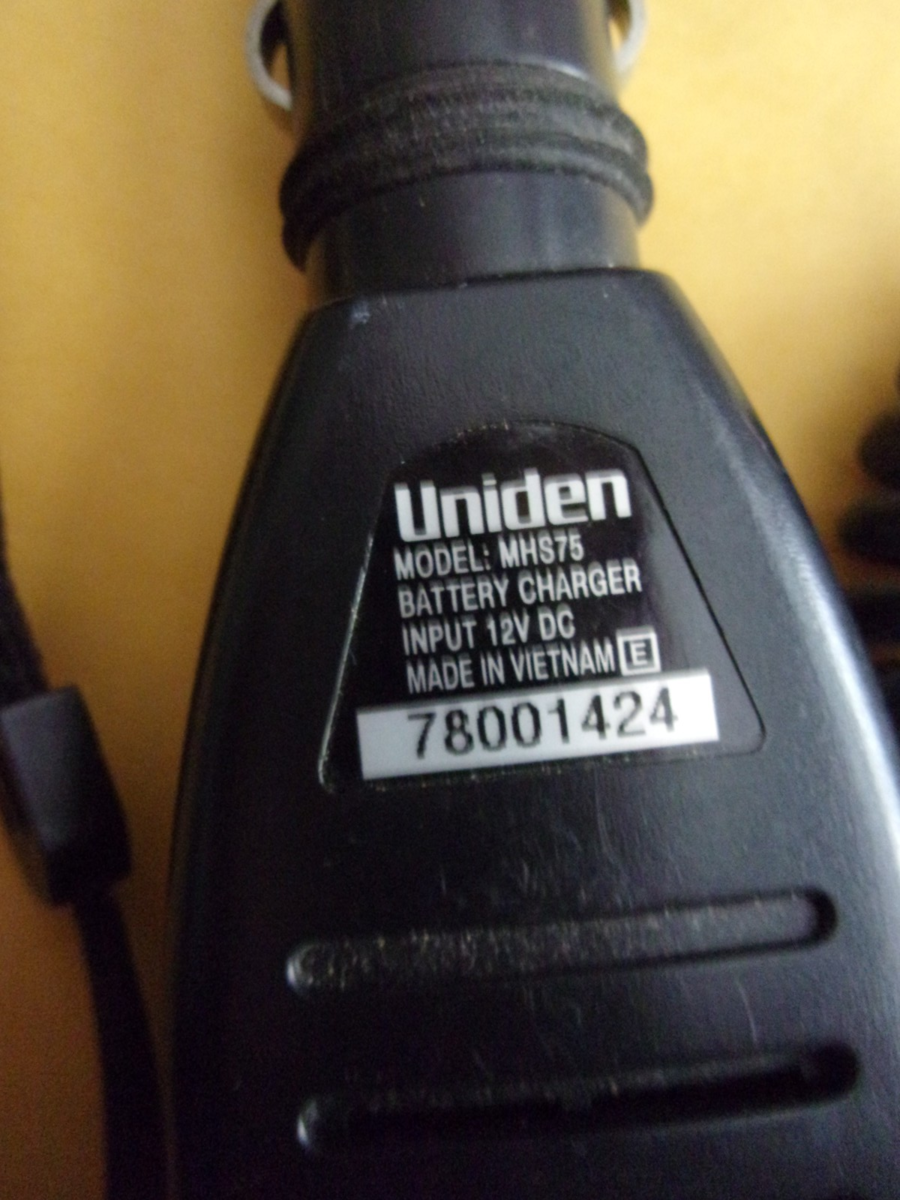 Uniden
MODEL: MHS75
BATTERY CHARGER
INPUT 12V DC
MADE IN VIETNAM E
78001424